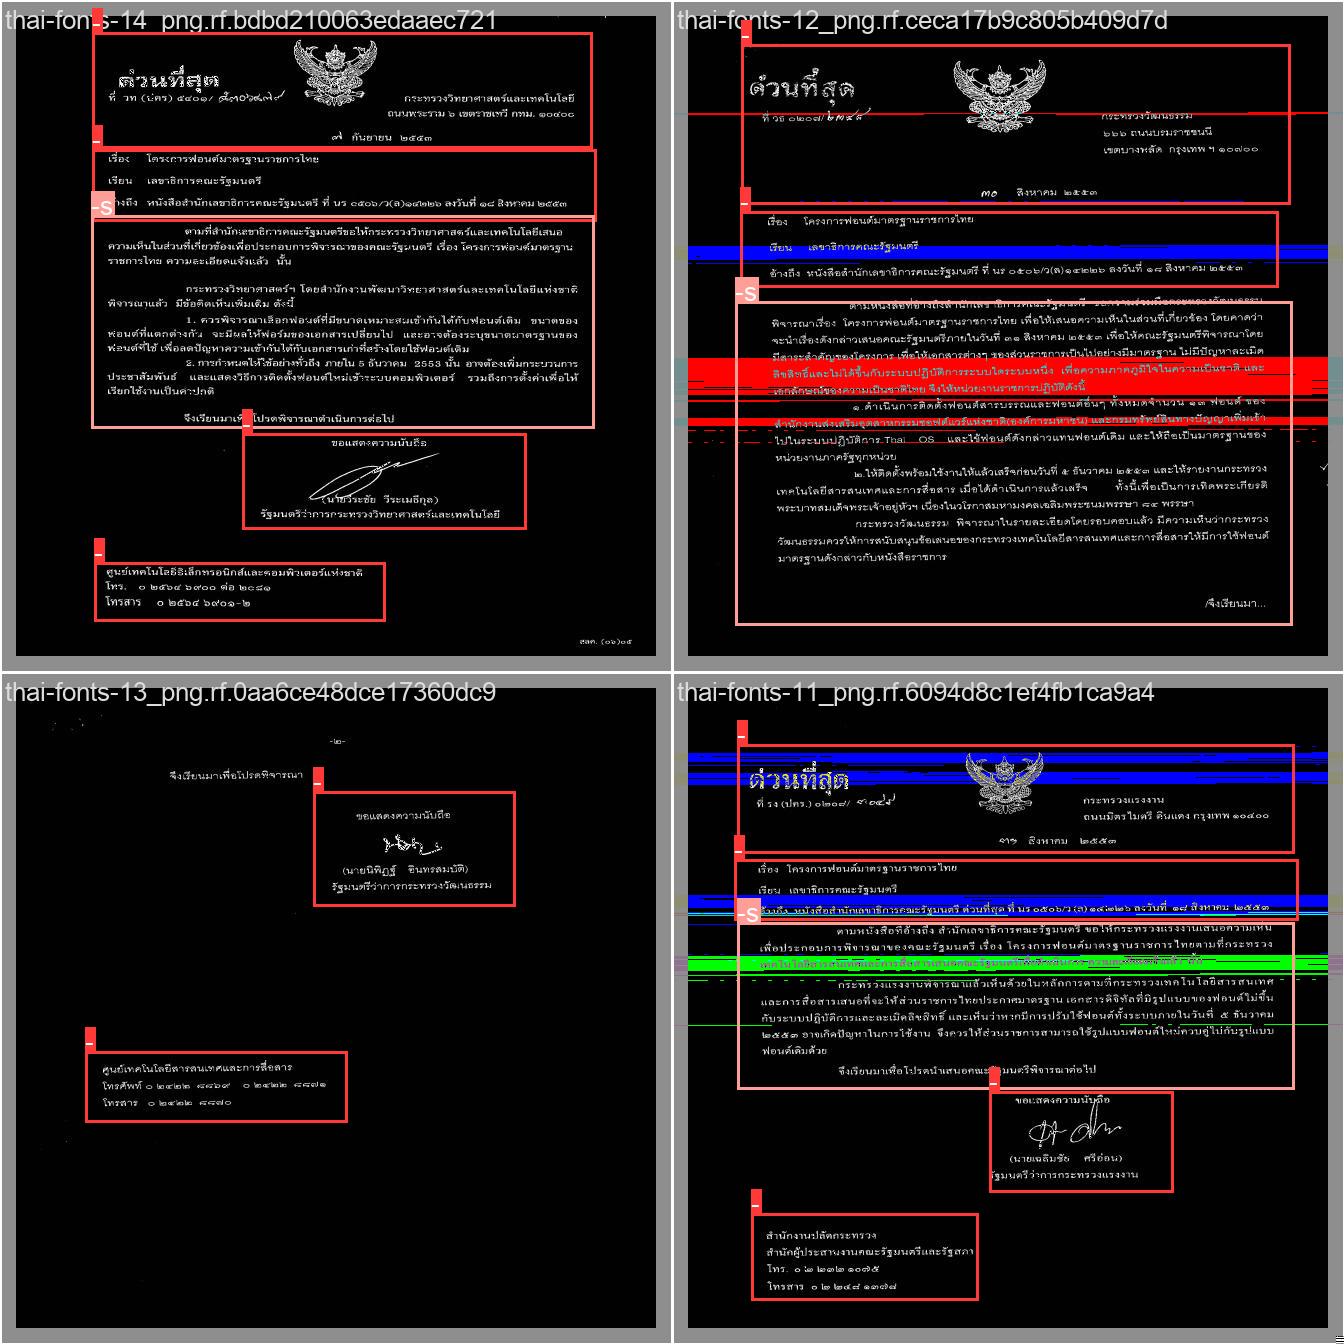 thai-fonts-14_png.rf.bdbd210063edaaec721
ด่วนที่สุด
ที่ วท (ปคร) ๕๔๐๑/
กระทรวงวิทยาศาสตร์และเทคโนโลยี
ถนนพระราม ๖ เขตราชเทวี กทม. ๑๐๔๐๐
๗ กันยายน ๒๕๕๓
เรื่อง โครงการฟอนต์มาตรฐานราชการไทย
เรียน เลขาธิการคณะรัฐมนตรี
หนังสือสำนักเลขาธิการคณะรัฐมนตรี ที่ นร ๐๕๐๖/ว(ล)๑๔๒๒๖ ลงวันที่ ๑๘ สิงหาคม ๒๕๕๓
-S
ตามที่สำนักเลขาธิการคณะรัฐมนตรีขอให้กระทรวงวิทยาศาสตร์และเทคโนโลยีเสนอ
ความเห็นในส่วนที่เกี่ยวข้องเพื่อประกอบการพิจารณาของคณะรัฐมนตรี เรื่อง โครงการฟอนต์มาตรฐาน
ราชการไทย ความละเอียดแจ้งแล้ว นั้น
กระทรวงวิทยาศาสตร์ฯ โดยสำนักงานพัฒนาวิทยาศาสตร์และเทคโนโลยีแห่งชาติ
พิจารณาแล้ว มีข้อคิดเห็นเพิ่มเติม ดังนี้
1. ควรพิจารณาเลือกฟอนต์ที่มีขนาดเหมาะสมเข้ากันได้กับฟอนต์เดิม ขนาดของ
ฟอนต์ที่แตกต่างกัน จะมีผลให้ฟอร์มของเอกสารเปลี่ยนไป และอาจต้องระบุขนาดมาตรฐานของ
ฟอนต์ที่ใช้ เพื่อลดปัญหาความเข้ากันได้กับเอกสารเก่าที่สร้างโดยใช้ฟอนต์เดิม
2. การกำหนดให้ใช้อย่างทั่วถึง ภายใน 5 ธันวาคม 2553 นั้น อาจต้องเพิ่มกระบวนการ
ประชาสัมพันธ์ และแสดงวิธีการติดตั้งฟอนต์ใหม่เข้าระบบคอมพิวเตอร์ รวมถึงการตั้งค่าเพื่อให้
เรียกใช้งานเป็นค่าปกติ
จึงเรียนมาเพื่อโปรดพิจารณาดำเนินการต่อไป
ขอแสดงความนับถือ
(นายวีระชัย วีระเมธีกุล)
รัฐมนตรีว่าการกระทรวงวิทยาศาสตร์และเทคโนโลยี
ศูนย์เทคโนโลยีอิเล็กทรอนิกส์และคอมพิวเตอร์แห่งชาติ
โทร. ๐ ๒๕๖๔ ๖๙๐๐ ต่อ ๒๐๘๑
โทรสาร ๐ ๒๕๖๔ ๖๙๐๑-๒
thai-fonts-12_png.rf.ceca17b9c805b409d7d
ด่วนที่สุด
ที่ วธ ๐๒๐๗/
กระทรวงวัฒนธรรม
๖๖๖ ถนนบรมราชชนนี
เขตบางพลัด กรุงเทพ ฯ ๑๐๗๐๐
๓๐ สิงหาคม ๒๕๕๓
เรื่อง โครงการฟอนต์มาตรฐานราชการไทย
เรียน เลขาธิการคณะรัฐมนตรี
อ้างถึง หนังสือสำนักเลขาธิการคณะรัฐมนตรี ที่ นร ๐๕๐๖/ว(ล)๑๔๒๒๖ ลงวันที่ ๑๘ สิงหาคม ๒๕๕๓
-S
ตามหนังสือที่อ้างถึงสำนักเลขาธิการคณะรัฐมนตรี ขอความร่วมมือกระทรวงวัฒนธรรม
พิจารณาเรื่อง โครงการฟอนต์มาตรฐานราชการไทย เพื่อให้เสนอความเห็นในส่วนที่เกี่ยวข้อง โดยคาดว่า
จะนำเรื่องดังกล่าวเสนอคณะรัฐมนตรีภายในวันที่ ๓๑ สิงหาคม ๒๕๕๓ เพื่อให้คณะรัฐมนตรีพิจารณาโดย
มีสาระสำคัญของโครงการ เพื่อให้เอกสารต่างๆ ของส่วนราชการเป็นไปอย่างมีมาตรฐาน ไม่มีปัญหาละเมิด
ลิขสิทธิ์และไม่ได้ขึ้นกับระบบปฏิบัติการระบบใดระบบหนึ่ง เพื่อความภาคภูมิใจในความเป็นชาติ และ
เอกลักษณ์ของความเป็นชาติไทย จึงให้หน่วยงานราชการปฏิบัติดังนี้
๑.ดำเนินการติดตั้งฟอนต์สารบรรณและฟอนต์อื่นๆ ทั้งหมดจำนวน ๑๓ ฟอนต์ ของ
สำนักงานส่งเสริมอุตสาหกรรมซอฟต์แวร์แห่งชาติ(องค์การมหาชน) และกรมทรัพย์สินทางปัญญาเพิ่มเข้า
ไปในระบบปฏิบัติการ Thai OS และใช้ฟอนต์ดังกล่าวแทนฟอนต์เดิม และให้ถือเป็นมาตรฐานของ
หน่วยงานภาครัฐทุกหน่วย
๒.ให้ติดตั้งพร้อมใช้งานให้แล้วเสร็จก่อนวันที่ ๕ ธันวาคม ๒๕๕๓ และให้รายงานกระทรวง
เทคโนโลยีสารสนเทศและการสื่อสาร เมื่อได้ดำเนินการแล้วเสร็จ ทั้งนี้เพื่อเป็นการเทิดพระเกียรติ
พระบาทสมเด็จพระเจ้าอยู่หัวฯ เนื่องในวโรกาสมหามงคลเฉลิมพระชนมพรรษา ๘๔ พรรษา
กระทรวงวัฒนธรรม พิจารณาในรายละเอียดโดยรอบคอบแล้ว มีความเห็นว่ากระทรวง
วัฒนธรรมควรให้การสนับสนุนข้อเสนอของกระทรวงเทคโนโลยีสารสนเทศและการสื่อสารให้มีการใช้ฟอนต์
มาตรฐานดังกล่าวกับหนังสือราชการ
/จึงเรียนมา...
thai-fonts-13_png.rf.0aa6ce48dce17360dc9
-๒-
จึงเรียนมาเพื่อโปรดพิจารณา
ขอแสดงความนับถือ
(นายนิพิฏฐ์ อินทรสมบัติ)
รัฐมนตรีว่าการกระทรวงวัฒนธรรม
ศูนย์เทคโนโลยีสารสนเทศและการสื่อสาร
โทรศัพท์ ๐ ๒๔๒๒ ๘๘๖๙ ๐ ๒๔๒๒ ๘๘๗๑
โทรสาร ๐ ๒๔๒๒ ๘๘๗๐
thai-fonts-11_png.rf.6094d8c1ef4fb1ca9a4
ด่วนที่สุด
ที่ รง (ปกร.) ๐๒๐๗/
กระทรวงแรงงาน
ถนนมิตรไมตรี ดินแดง กรุงเทพ ๑๐๔๐๐
สิงหาคม ๒๕๕๓
เรื่อง โครงการฟอนต์มาตรฐานราชการไทย
เรียน เลขาธิการคณะรัฐมนตรี
อ้างถึง หนังสือสำนักเลขาธิการคณะรัฐมนตรี ด่วนที่สุด ที่ นร ๐๕๐๖/ว(ล)๑๔๒๒๖ ลงวันที่ ๑๘ สิงหาคม ๒๕๕๓
-S
ตามหนังสือที่อ้างถึง สำนักเลขาธิการคณะรัฐมนตรี ขอให้กระทรวงแรงงานเสนอความเห็น
เพื่อประกอบการพิจารณาของคณะรัฐมนตรี เรื่อง โครงการฟอนต์มาตรฐานราชการไทยตามที่กระทรวง
เทคโนโลยีสารสนเทศและการสื่อสารเสนอคณะรัฐมนตรี
กระทรวงแรงงานพิจารณาแล้วเห็นด้วยในหลักการตามที่กระทรวงเทคโนโลยีสารสนเทศ
และการสื่อสารเสนอที่จะให้ส่วนราชการไทยประกาศมาตรฐาน เอกสารดิจิทัลที่มีรูปแบบของฟอนต์ไม่ขึ้น
กับระบบปฏิบัติการและละเมิดลิขสิทธิ์ และเห็นว่าหากมีการปรับใช้ฟอนต์ทั้งระบบภายในวันที่ ๕ ธันวาคม
๒๕๕๓ อาจเกิดปัญหาในการใช้งาน จึงควรให้ส่วนราชการสามารถใช้รูปแบบฟอนต์ใหม่ควบคู่ไปกับรูปแบบ
ฟอนต์เดิมด้วย
จึงเรียนมาเพื่อโปรดนำเสนอคณะรัฐมนตรีพิจารณาต่อไป
ขอแสดงความนับถือ
(นายเฉลิมชัย ศรีอ่อน)
รัฐมนตรีว่าการกระทรวงแรงงาน
สำนักงานปลัดกระทรวง
สำนักผู้ประสานงานคณะรัฐมนตรีและรัฐสภา
โทร. ๐ ๒ ๒๓๒ ๑๐๙๕
โทรสาร ๐ ๒ ๒๔๘ ๑๓๗๗